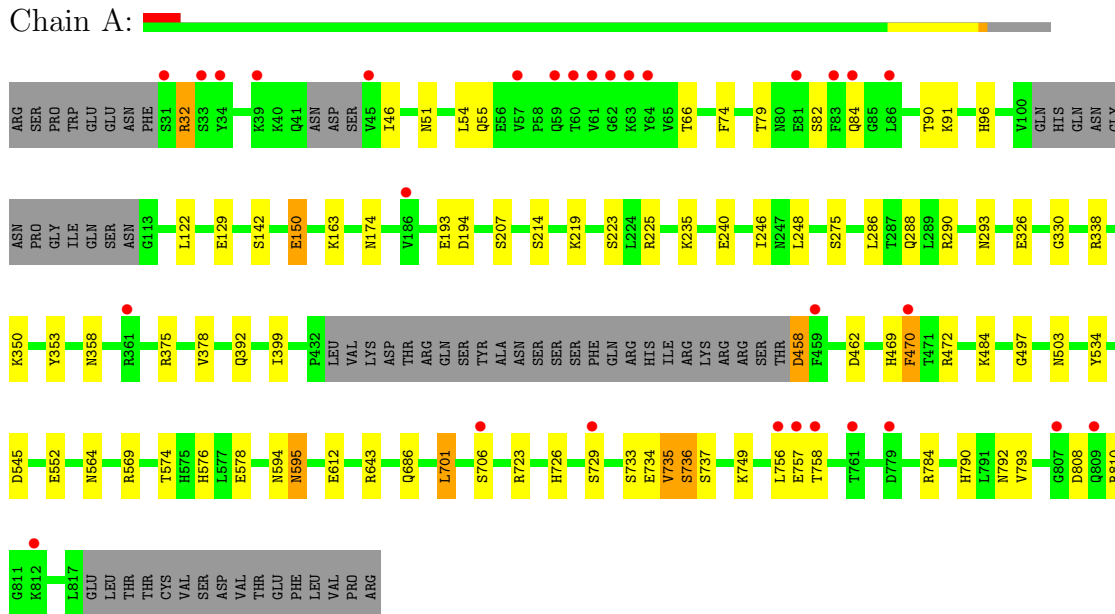 Chain A:
ARG SER PRO TRP GLU GLU ASN PHE S31 R32 S33 Y34 K39 K40 Q41 ASN ASP SER V45 I46 N51 L54 Q55 E56 V57 P58 Q59 T60 V61 G62 K63 Y64 V65 T66 F74 T79 N80 E81 S82 F83 Q84 G85 L86 T90 K91 H96 V100 GLN HIS GLN ASN GLY
ASN PRO GLY ILE GLN SER ASN G113 L122 E129 S142 E150 K163 N174 V186 E193 D194 S207 S214 K219 S223 L224 R225 K235 E240 I246 N247 L248 S275 L286 T287 Q288 L289 R290 N293 E326 G330 R338
K350 Y353 N358 R361 R375 V378 Q392 I399 P432 LEU VAL LYS ASP THR ARG GLN SER TYR ALA ASN SER SER SER PHE GLN ARG HIS ILE ARG LYS ARG ARG SER THR D458 F459 D462 H469 F470 T471 R472 K484 G497 N503 Y534
D545 E552 N564 R569 T574 H575 H576 L577 E578 N594 N595 E612 R643 Q686 L701 S706 R723 H726 S729 S733 E734 V735 S736 S737 K749 L756 E757 T758 T761 D779 R784 H790 L791 N792 V793 G807 D808 Q809 R810
G811 K812 L817 GLU LEU THR THR CYS VAL SER ASP VAL THR GLU PHE LEU VAL PRO ARG